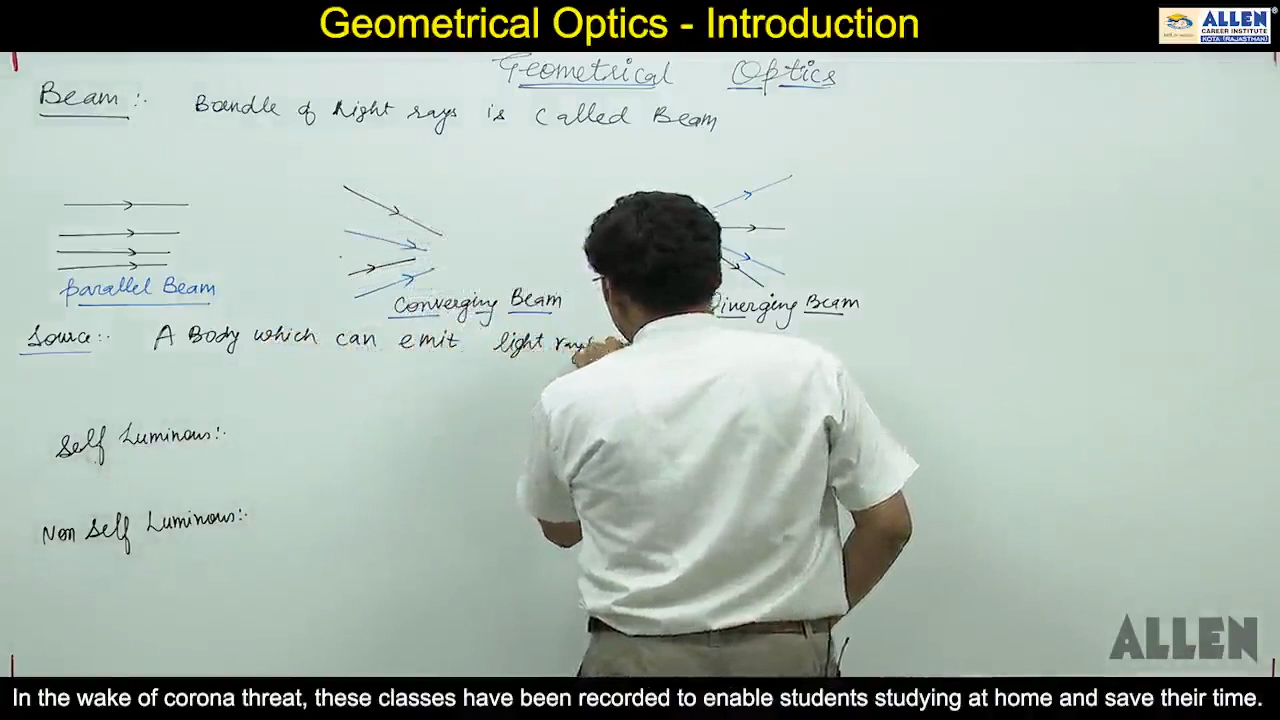 Geometrical Optics - Introduction
ALLEN
CAREER INSTITUTE
KOTA (RAJASTHAN)
Geometrical Optics
Beam :- Bundle of light rays is called Beam
Parallel Beam
Converging Beam
Diverging Beam
Source :- A Body which can emit light rays
Self Luminous :-
Non Self Luminous :-
ALLEN
In the wake of corona threat, these classes have been recorded to enable students studying at home and save their time.